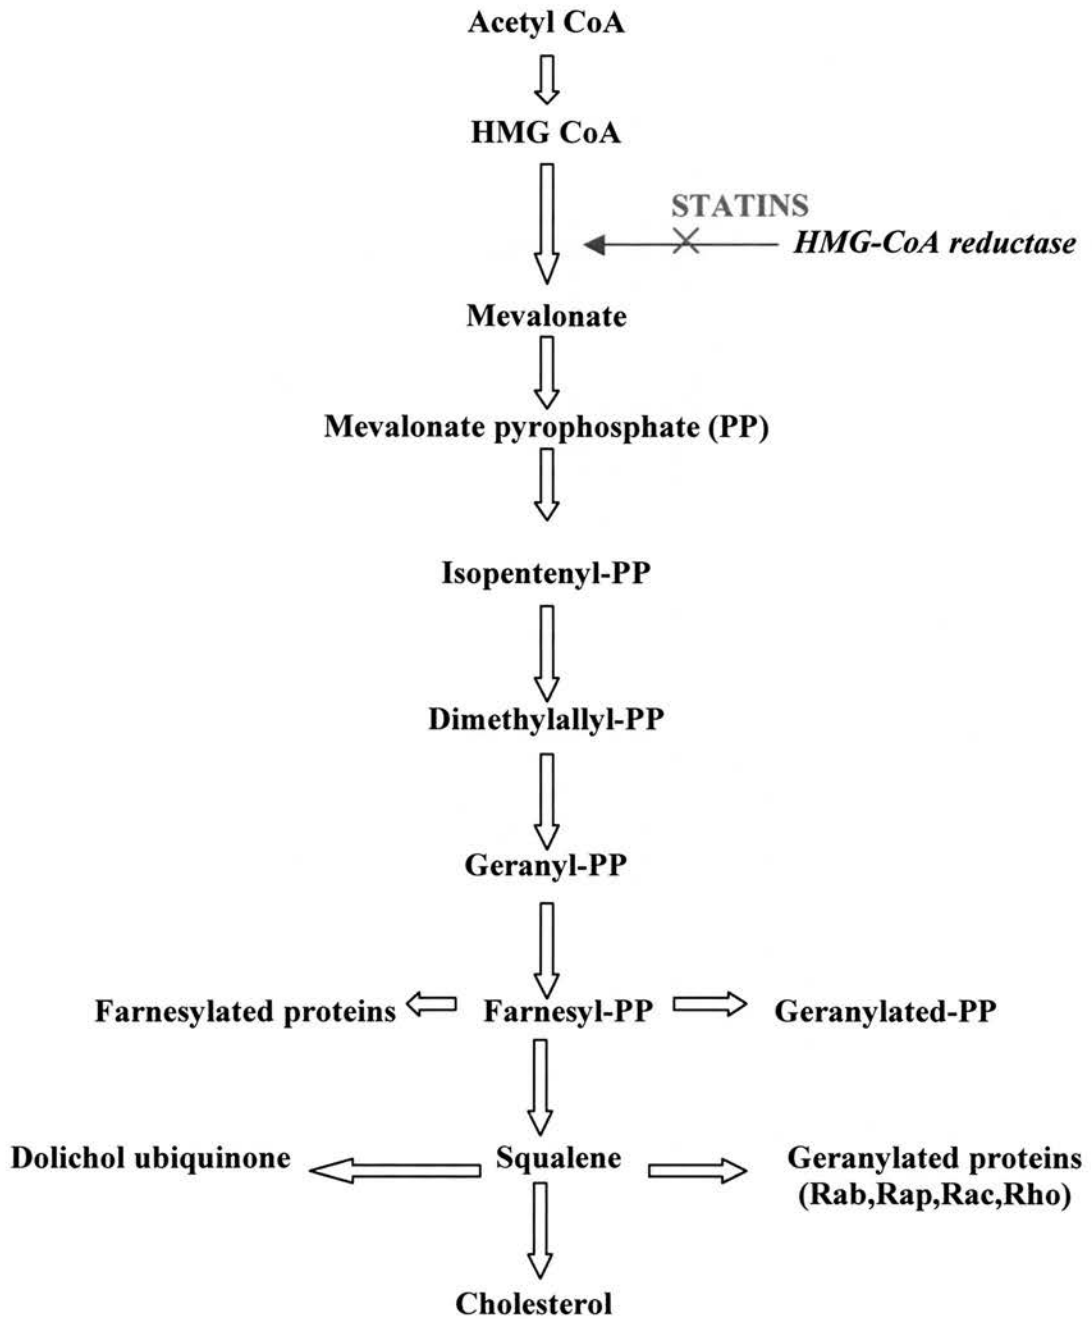 Acetyl CoA
HMG CoA
STATINS
HMG-CoA reductase
Mevalonate
Mevalonate pyrophosphate (PP)
Isopentenyl-PP
Dimethylallyl-PP
Geranyl-PP
Farnesylated proteins
Farnesyl-PP
Geranylated-PP
Dolichol ubiquinone
Squalene
Geranylated proteins
(Rab,Rap,Rac,Rho)
Cholesterol